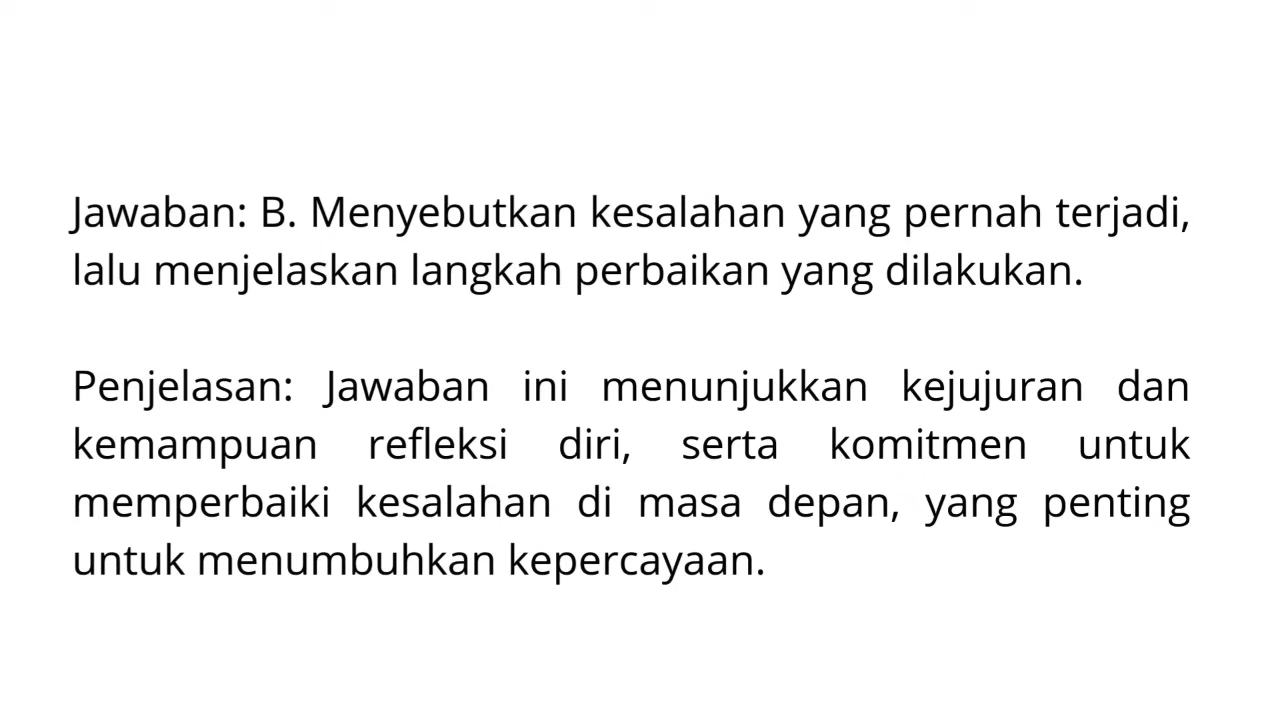 Jawaban: B. Menyebutkan kesalahan yang pernah terjadi,
lalu menjelaskan langkah perbaikan yang dilakukan.
Penjelasan: Jawaban ini menunjukkan kejujuran dan
kemampuan refleksi diri, serta komitmen untuk
memperbaiki kesalahan di masa depan, yang penting
untuk menumbuhkan kepercayaan.